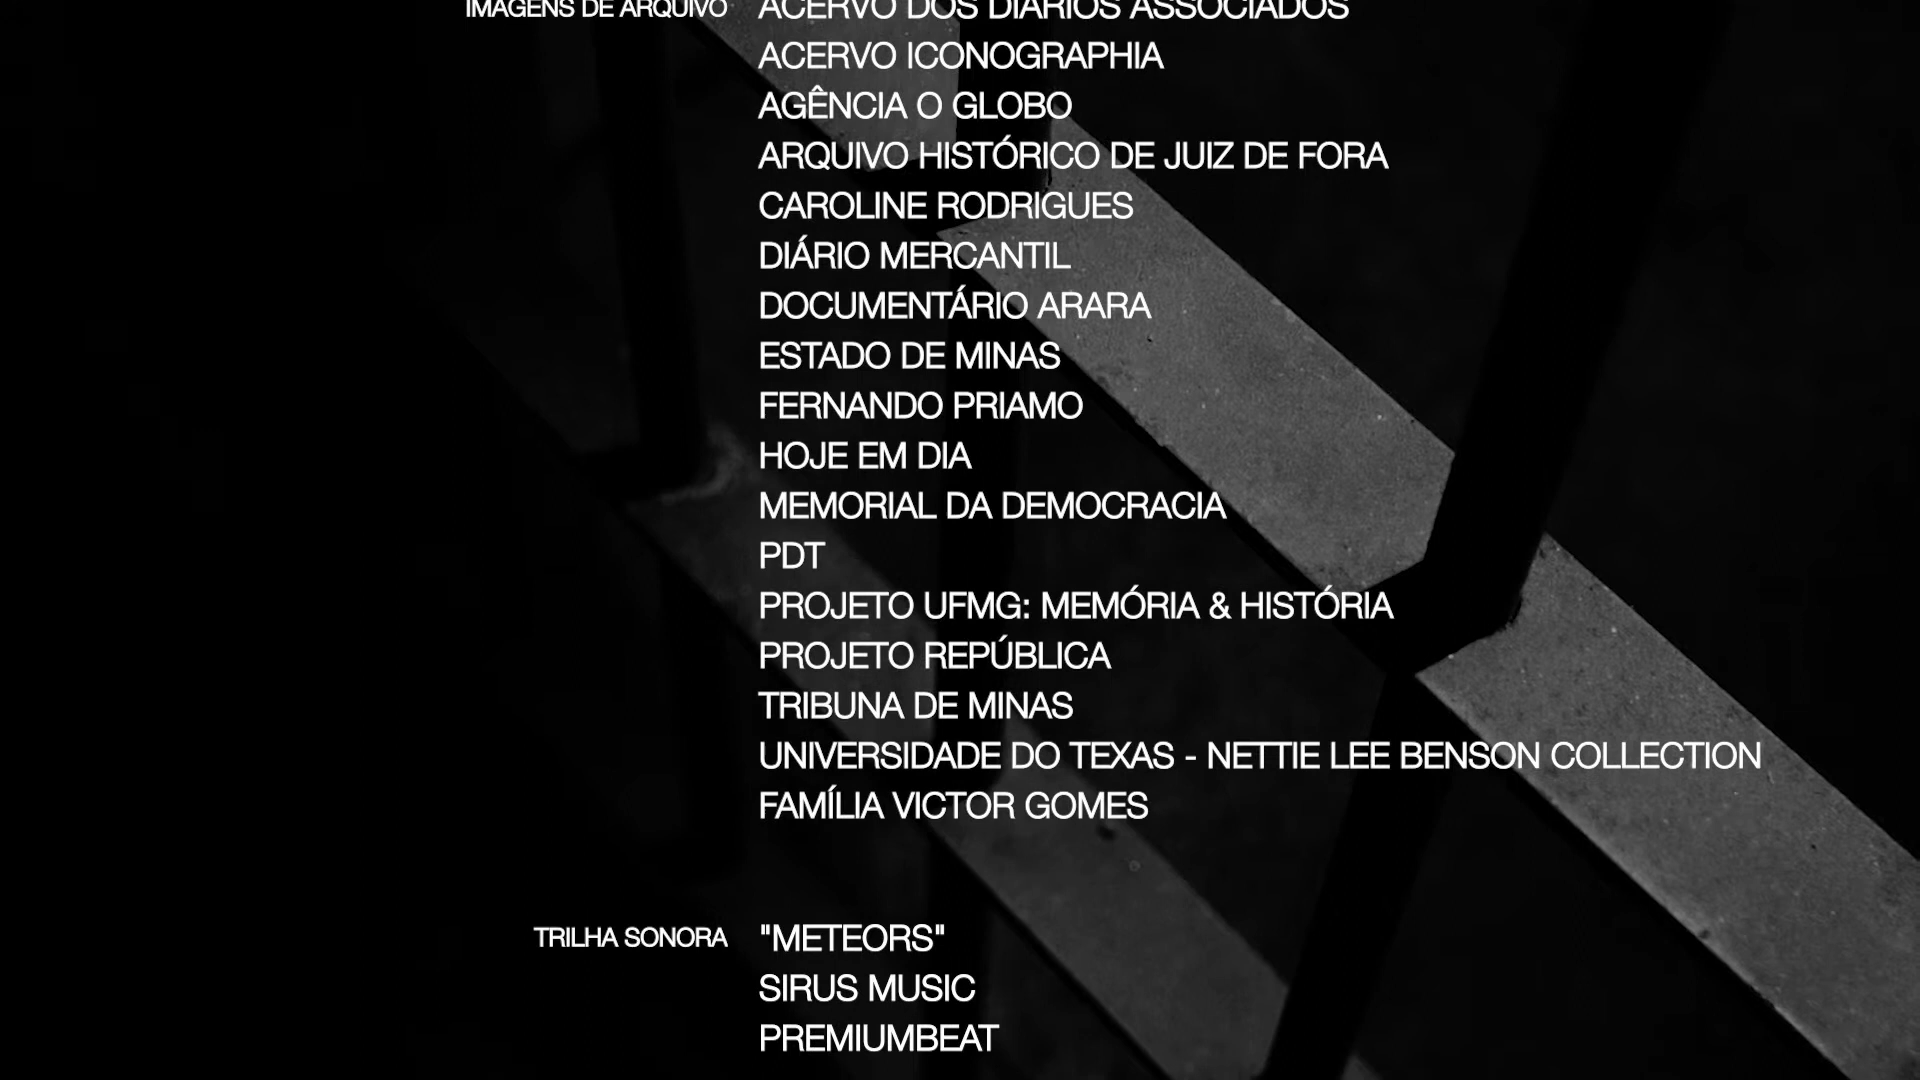 IMAGENS DE ARQUIVO ACERVO DOS DIÁRIOS ASSOCIADOS
ACERVO ICONOGRAPHIA
AGÊNCIA O GLOBO
ARQUIVO HISTÓRICO DE JUIZ DE FORA
CAROLINE RODRIGUES
DIÁRIO MERCANTIL
DOCUMENTÁRIO ARARA
ESTADO DE MINAS
FERNANDO PRIAMO
HOJE EM DIA
MEMORIAL DA DEMOCRACIA
PDT
PROJETO UFMG: MEMÓRIA & HISTÓRIA
PROJETO REPÚBLICA
TRIBUNA DE MINAS
UNIVERSIDADE DO TEXAS - NETTIE LEE BENSON COLLECTION
FAMÍLIA VICTOR GOMES
TRILHA SONORA "METEORS"
SIRUS MUSIC
PREMIUMBEAT